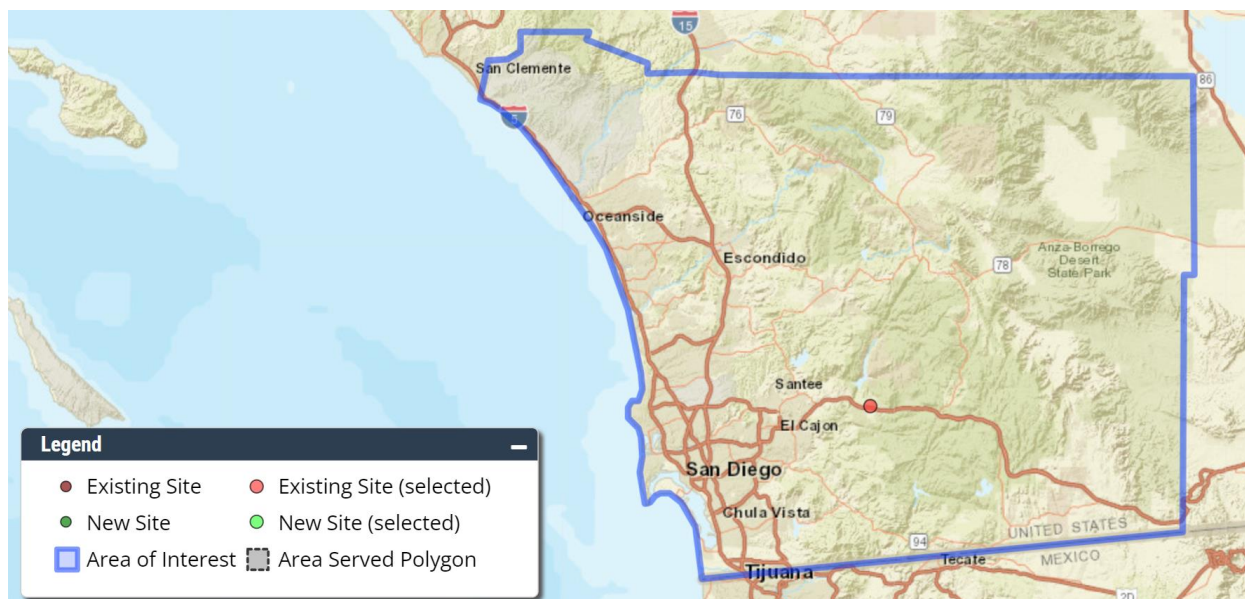 15
San Clemente
5
86
76
79
Oceanside
Escondido
Anza-Borrego
Desert
State Park
78
Santee
El Cajon
San Diego
Chula Vista
UNITED STATES
94
MEXICO
Tecate
Tijuana
2D
Legend
Existing Site
Existing Site (selected)
New Site
New Site (selected)
Area of Interest
Area Served Polygon